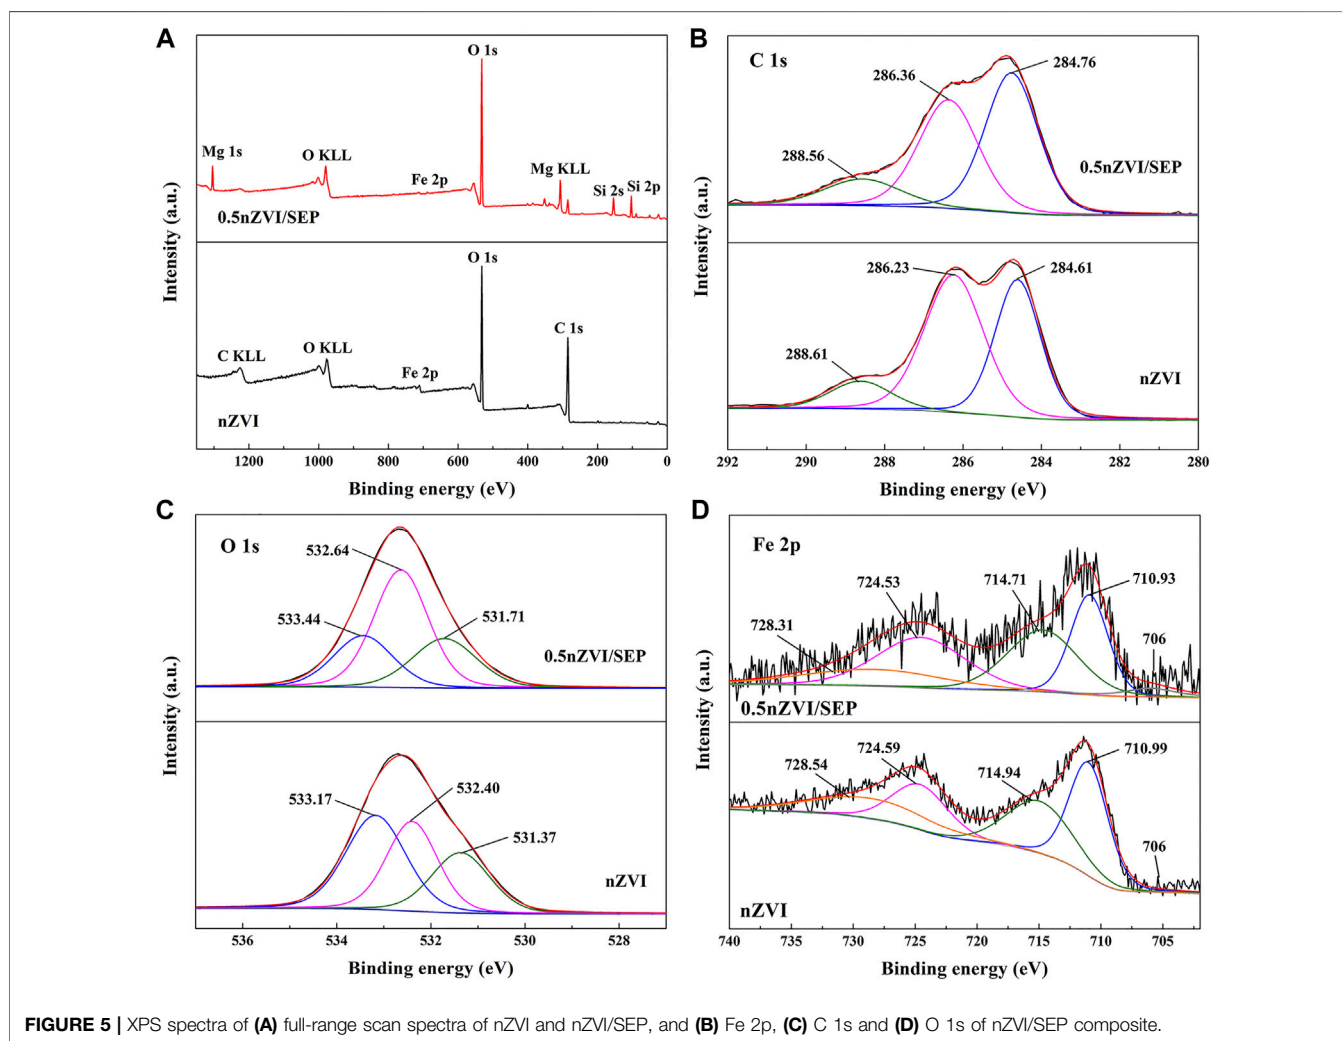 A
O 1s
Mg 1s
O KLL
Fe 2p
Mg KLL
Si 2s
Si 2p
0.5nZVI/SEP
O 1s
C 1s
C KLL
O KLL
Fe 2p
nZVI
Intensity (a.u.)
1200 1000 800 600 400 200 0
Binding energy (eV)
B
C 1s
286.36
284.76
288.56
0.5nZVI/SEP
286.23
284.61
288.61
nZVI
Intensity (a.u.)
292 290 288 286 284 282 280
Binding energy (eV)
C
O 1s
532.64
533.44
531.71
0.5nZVI/SEP
533.17
532.40
531.37
nZVI
Intensity (a.u.)
536 534 532 530 528
Binding energy (eV)
D
Fe 2p
724.53
714.71
710.93
728.31
706
0.5nZVI/SEP
724.59
710.99
728.54
714.94
706
nZVI
Intensity (a.u.)
740 735 730 725 720 715 710 705
Binding energy (eV)
FIGURE 5 | XPS spectra of (A) full-range scan spectra of nZVI and nZVI/SEP, and (B) Fe 2p, (C) C 1s and (D) O 1s of nZVI/SEP composite.